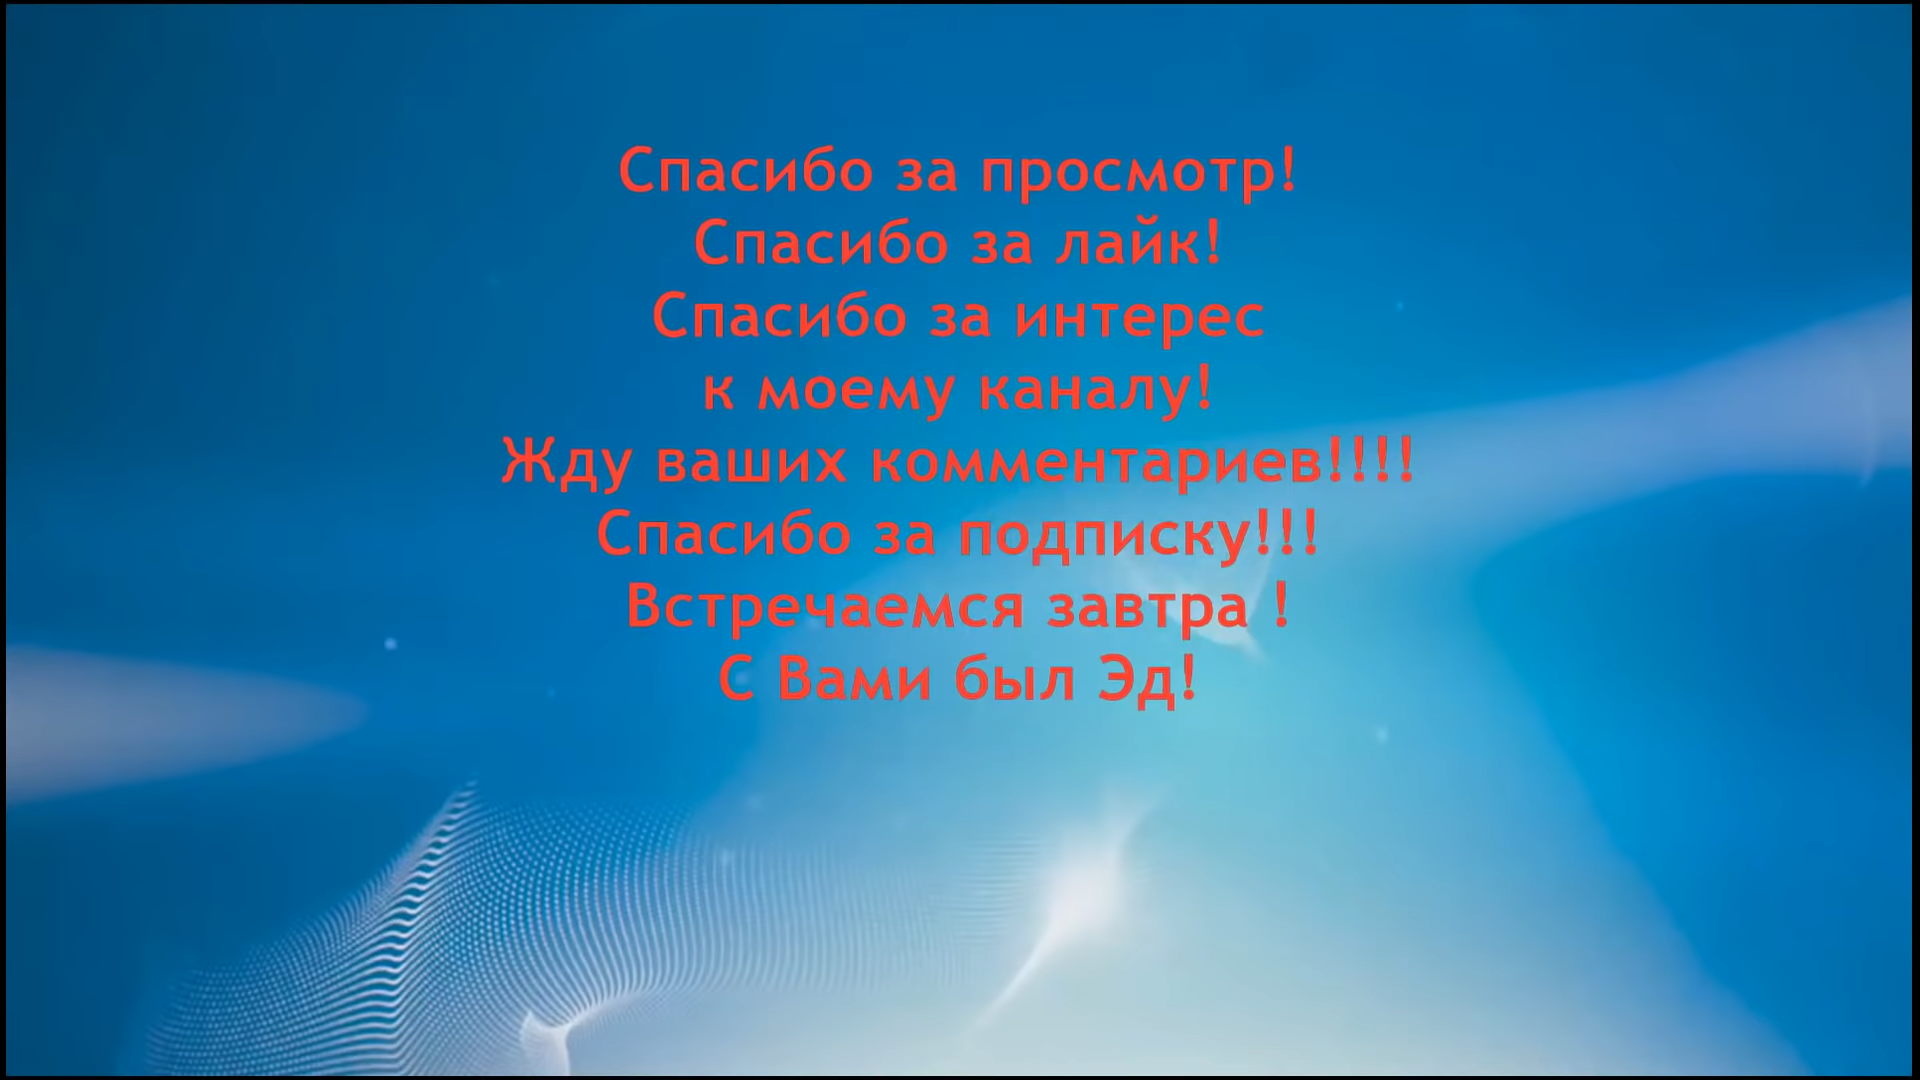 Спасибо за просмотр!
Спасибо за лайк!
Спасибо за интерес
к моему каналу!
Жду ваших комментариев!!!!
Спасибо за подписку!!!
Встречаемся завтра !
С Вами был Эд!